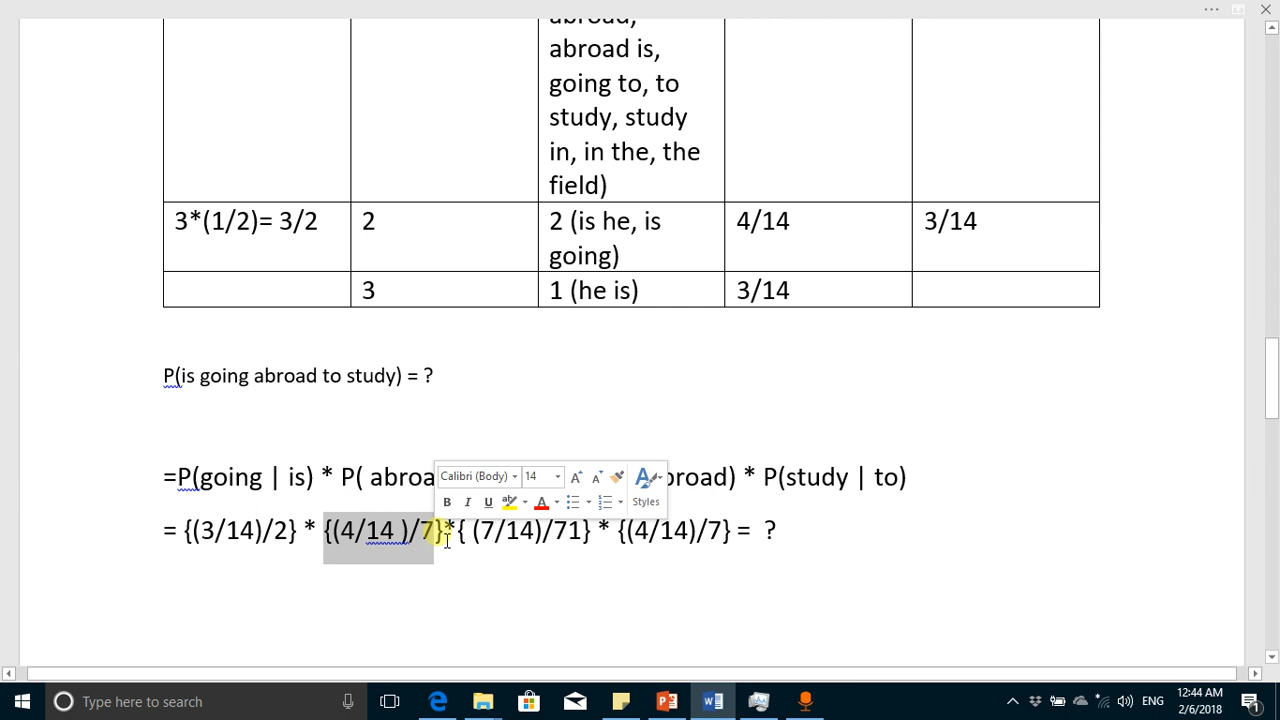 abroad,
abroad is,
going to, to
study, study
in, in the, the
field)
3*(1/2)= 3/2 2 2 (is he, is 4/14 3/14
going)
3 1 (he is) 3/14
P(is going abroad to study) = ?
=P(going | is) * P( abroa road) * P(study | to)
Calibri (Body) 14 A A A
B I U ab A Styles
= {(3/14)/2} * {(4/14 )/7}*{ (7/14)/71} * {(4/14)/7} = ?
Type here to search ENG 12:44 AM
2/6/2018
1